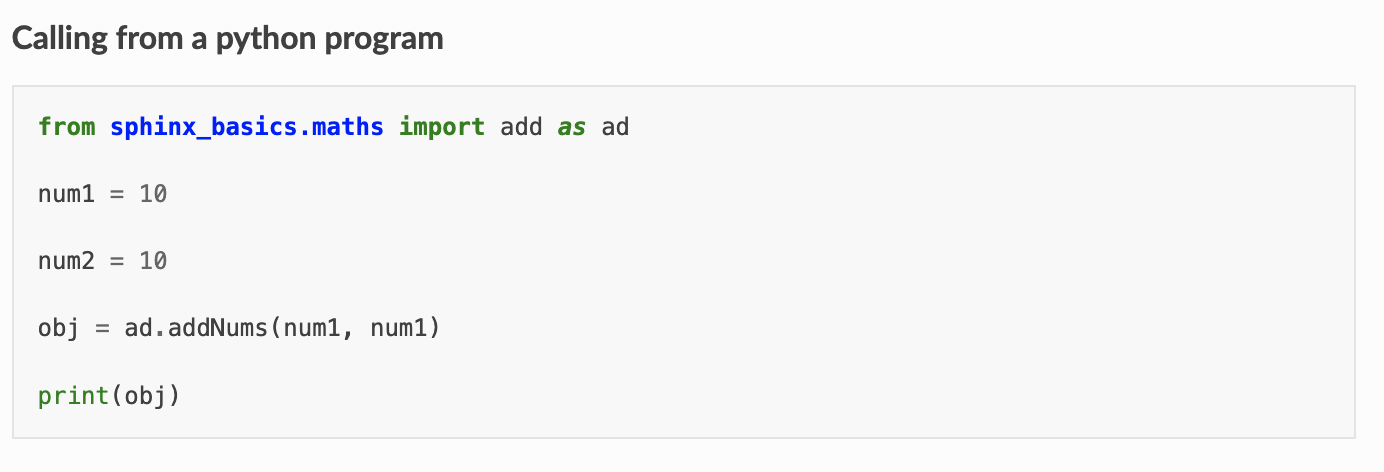 Calling from a python program
from sphinx_basics.maths import add as ad
num1 = 10
num2 = 10
obj = ad.addNums(num1, num1)
print(obj)